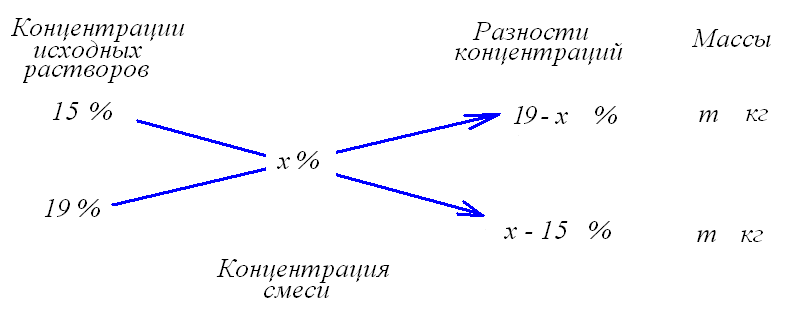 Концентрации
исходных
растворов
Разности
концентраций
Массы
15 %
19 - x %
m кг
x %
19 %
x - 15 %
m кг
Концентрация
смеси